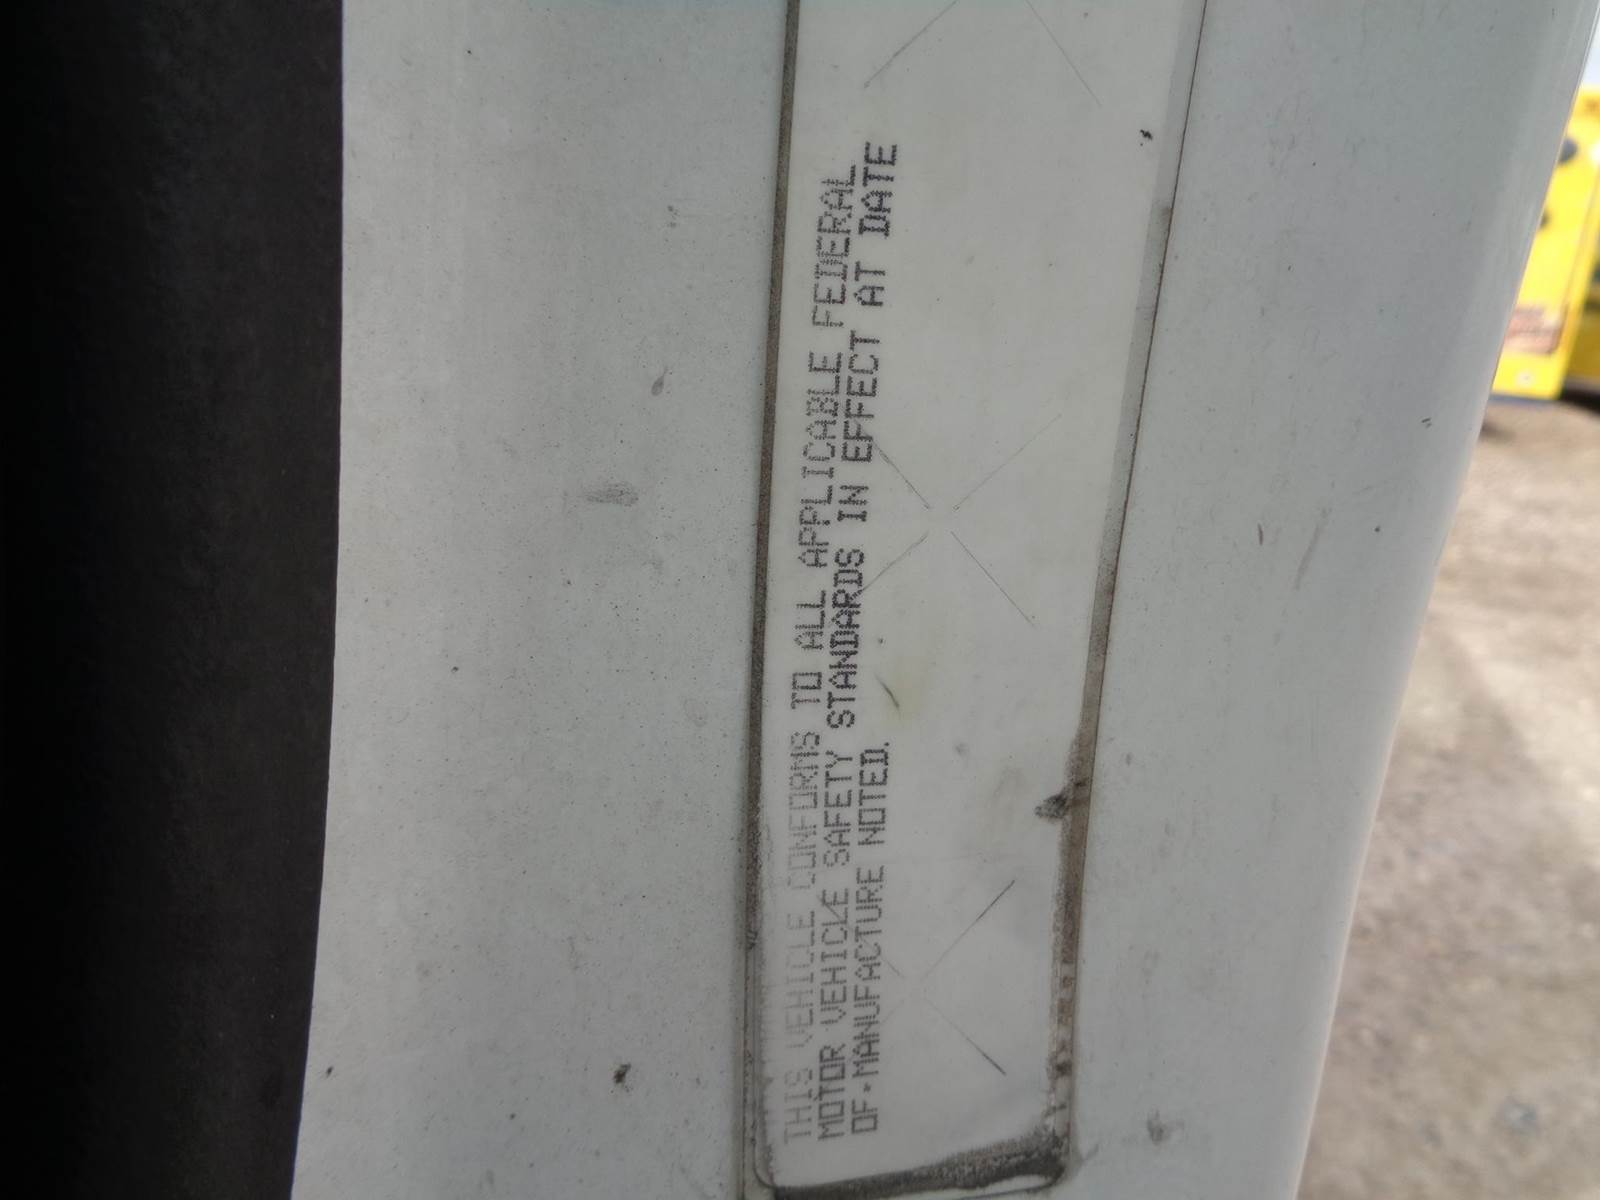 THIS VEHICLE CONFORMS TO ALL APPLICABLE FEDERAL
MOTOR VEHICLE SAFETY STANDARDS IN EFFECT AT DATE
OF MANUFACTURE NOTED.